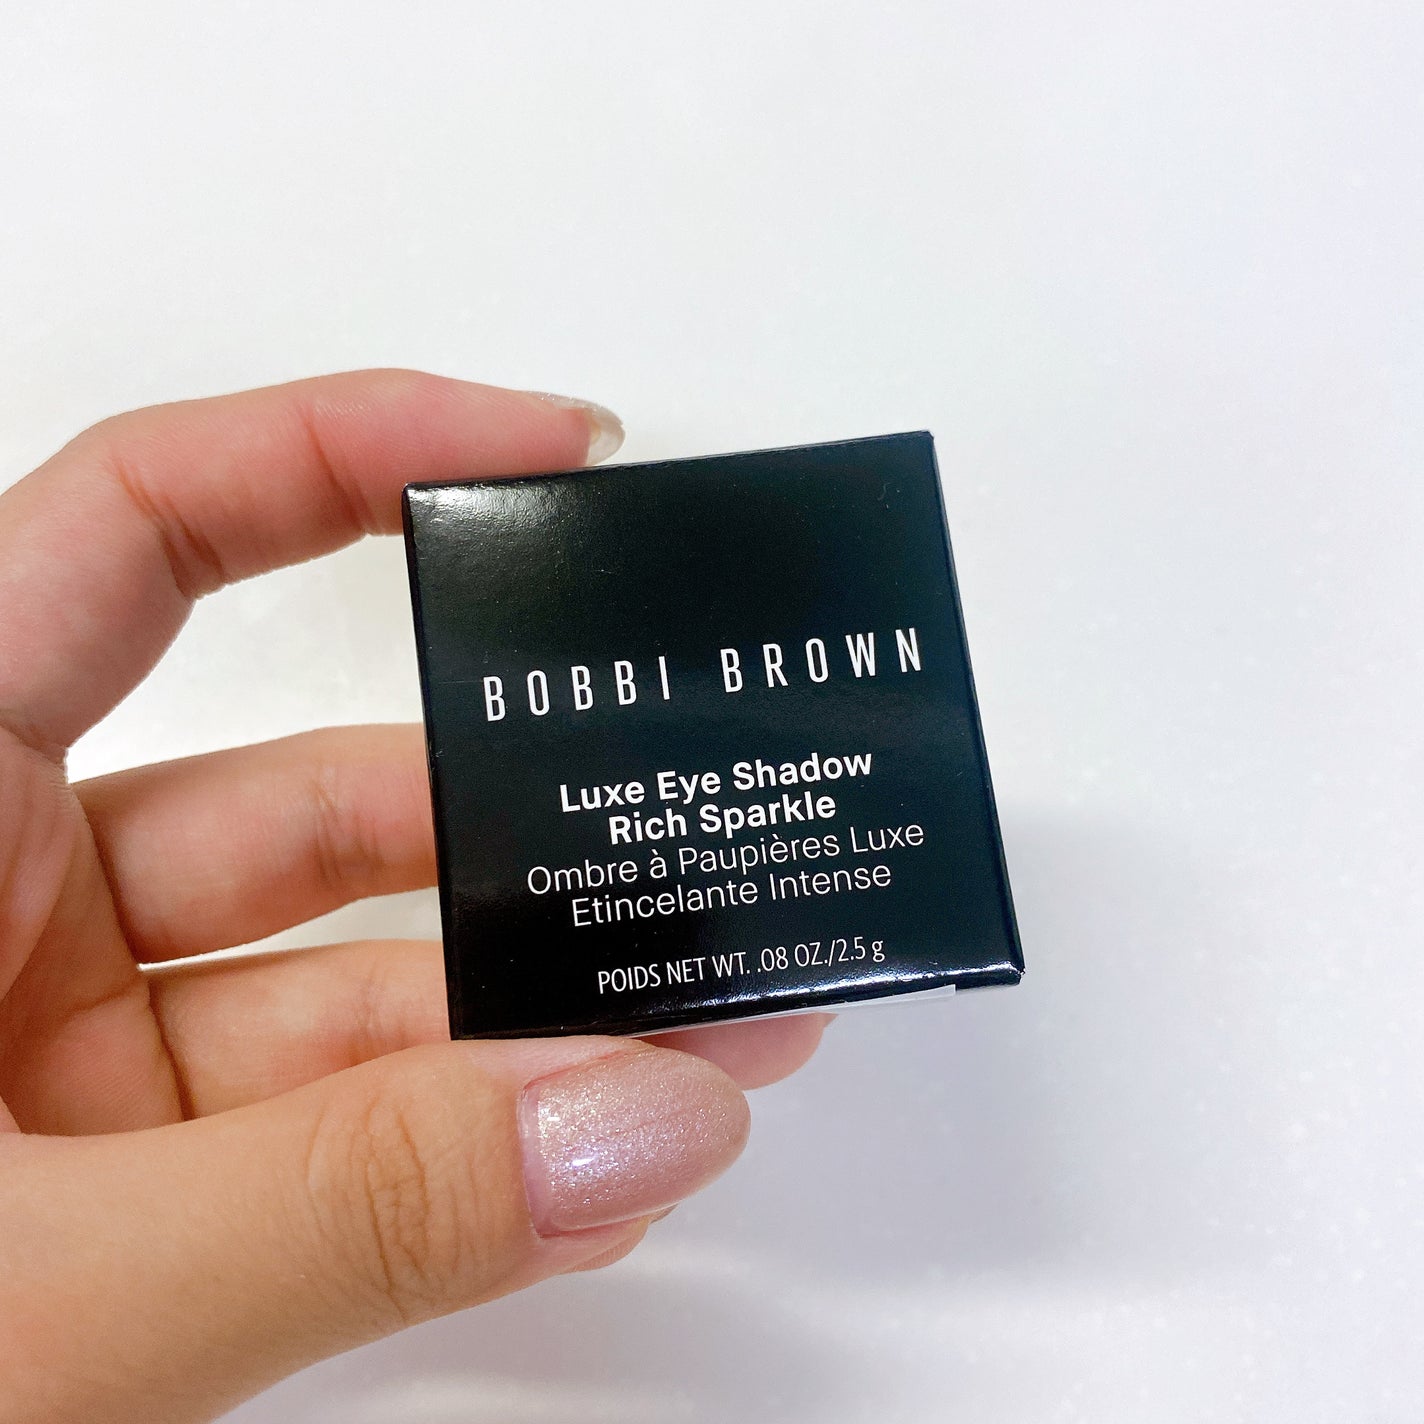 BOBBI BROWN
Luxe Eye Shadow
Rich Sparkle
Ombre à Paupières Luxe
Etincelante Intense
POIDS NET WT. .08 OZ./2.5 g